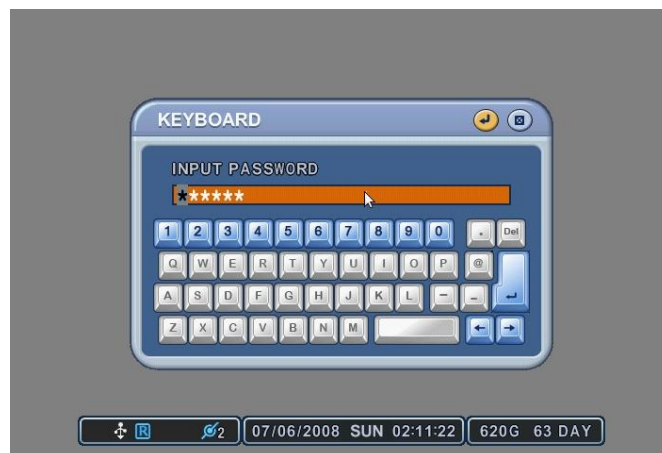 KEYBOARD
INPUT PASSWORD
******
1 2 3 4 5 6 7 8 9 0 . Del
Q W E R T Y U I O P @
A S D F G H J K L - _
Z X C V B N M ← →
R 2 07/06/2008 SUN 02:11:22 620G 63 DAY